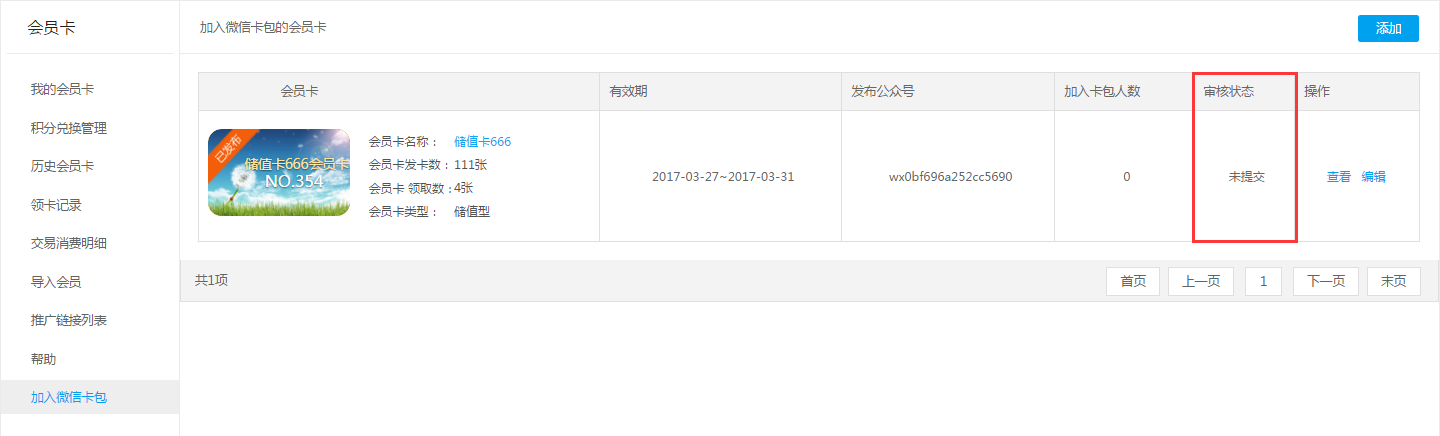 会员卡
加入微信卡包的会员卡
添加
我的会员卡
积分兑换管理
历史会员卡
领卡记录
交易消费明细
导入会员
推广链接列表
帮助
加入微信卡包
会员卡 有效期 发布公众号 加入卡包人数 审核状态 操作
已发布
储值卡666会员卡
NO.354
会员卡名称： 储值卡666
会员卡发卡数：111张
会员卡 领取数：4张
会员卡类型： 储值型
2017-03-27~2017-03-31
wx0bf696a252cc5690
0
未提交
查看 编辑
共1项
首页 上一页 1 下一页 末页